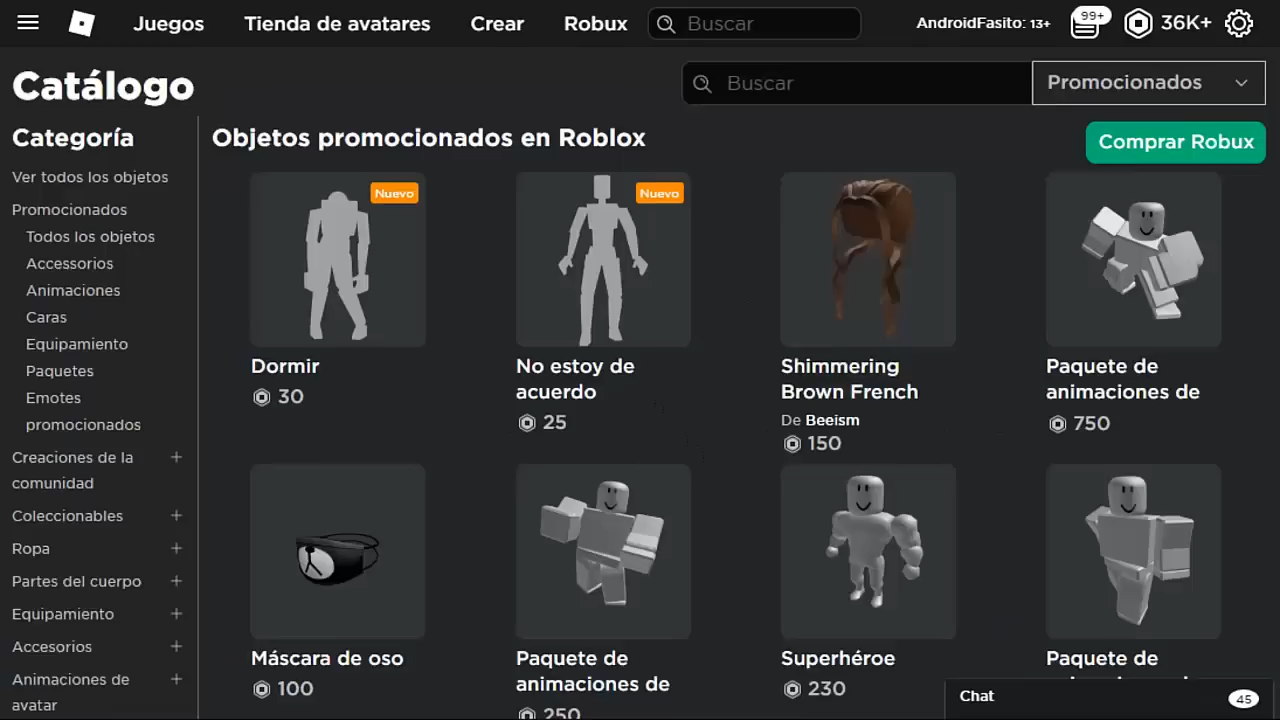 Juegos Tienda de avatares Crear Robux Buscar AndroidFasito: 13+ 99+ 36K+
Catálogo Buscar Promocionados
Categoría
Ver todos los objetos
Promocionados
Todos los objetos
Accessorios
Animaciones
Caras
Equipamiento
Paquetes
Emotes
promocionados
Creaciones de la +
comunidad
Coleccionables +
Ropa +
Partes del cuerpo +
Equipamiento +
Accesorios +
Animaciones de +
avatar
Objetos promocionados en Roblox
Comprar Robux
Nuevo
Dormir
30
Nuevo
No estoy de
acuerdo
25
Shimmering
Brown French
De Beeism
150
Paquete de
animaciones de
750
Máscara de oso
100
Paquete de
animaciones de
250
Superhéroe
230
Paquete de
Chat 45